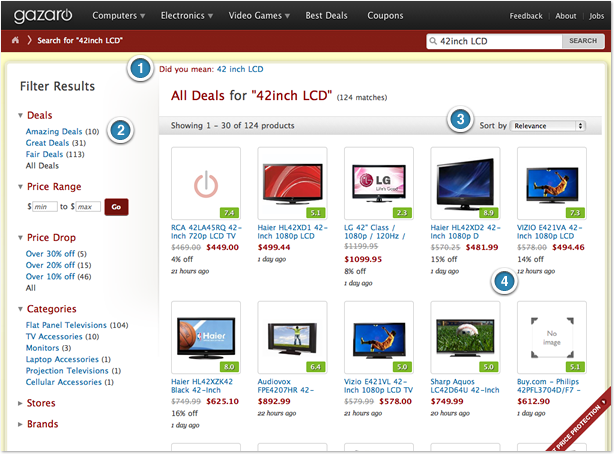 gazaro
Computers ▼ Electronics ▼ Video Games ▼ Best Deals Coupons
Feedback About Jobs
Search for "42inch LCD"
42inch LCD SEARCH
1 Did you mean: 42 inch LCD
Filter Results
All Deals for "42inch LCD" (124 matches)
Showing 1 - 30 of 124 products
3 Sort by Relevance
2
▼ Deals
Amazing Deals (10)
Great Deals (31)
Fair Deals (113)
All Deals
▼ Price Range
$ min to $ max Go
▼ Price Drop
Over 30% off (5)
Over 20% off (15)
Over 10% off (46)
All
▼ Categories
Flat Panel Televisions (104)
TV Accessories (10)
Monitors (3)
Laptop Accessories (1)
Projection Televisions (1)
Cellular Accessories (1)
► Stores
► Brands
7.4
RCA 42LA45RQ 42-
Inch 720p LCD TV
$469.00 $449.00
4% off
21 hours ago
5.1
Haier HL42XD1 42-
Inch 1080p LCD
$499.44
1 day ago
LG
Life's Good
2.3
LG 42" Class /
1080p / 120Hz /
$1199.95
$1099.95
8% off
1 day ago
8.9
Haier HL42XD2 42-
Inch 1080p D
$570.25 $481.99
15% off
1 day ago
7.3
VIZIO E421VA 42-
Inch 1080p LCD
$578.00 $494.46
14% off
12 hours ago
4
Haier
8.0
Haier HL42XZK42
Black 42-Inch
$749.99 $625.10
16% off
1 day ago
6.4
Audiovox
FPE4207HR 42-
$892.99
22 hours ago
5.0
Vizio E421VL 42-
Inch 1080p LCD TV
$579.99 $578.00
21 hours ago
5.0
Sharp Aquos
LC42D64U 42-Inch
$749.99
20 hours ago
No
image
5.1
Buy.com - Philips
42PFL3704D/F7 -
$612.90
1 day ago
PRICE PROTECTION